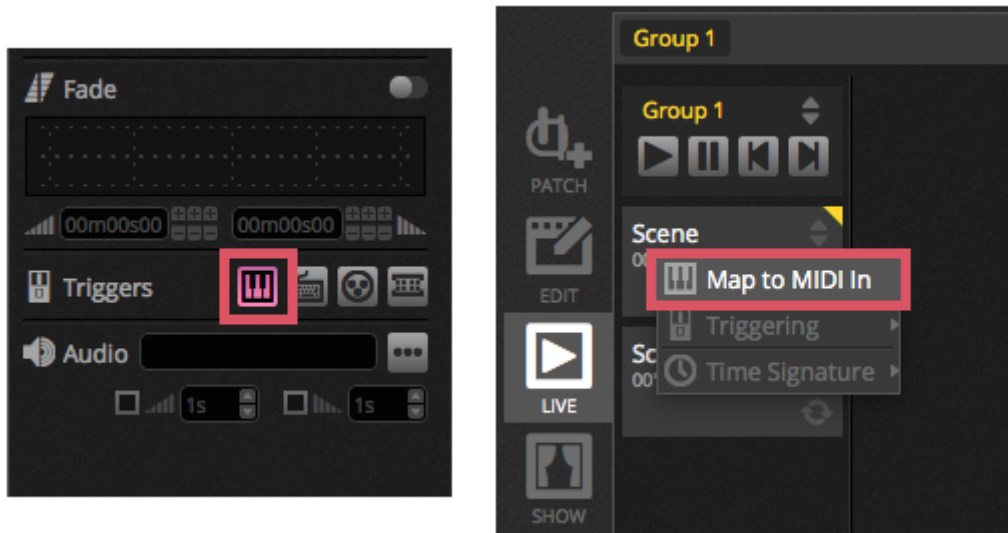 Fade
00m00s00 00m00s00
Triggers
Audio
1s 1s
Group 1
Group 1
PATCH
Scene
Map to MIDI In
EDIT
Triggering
Time Signature
LIVE
SHOW